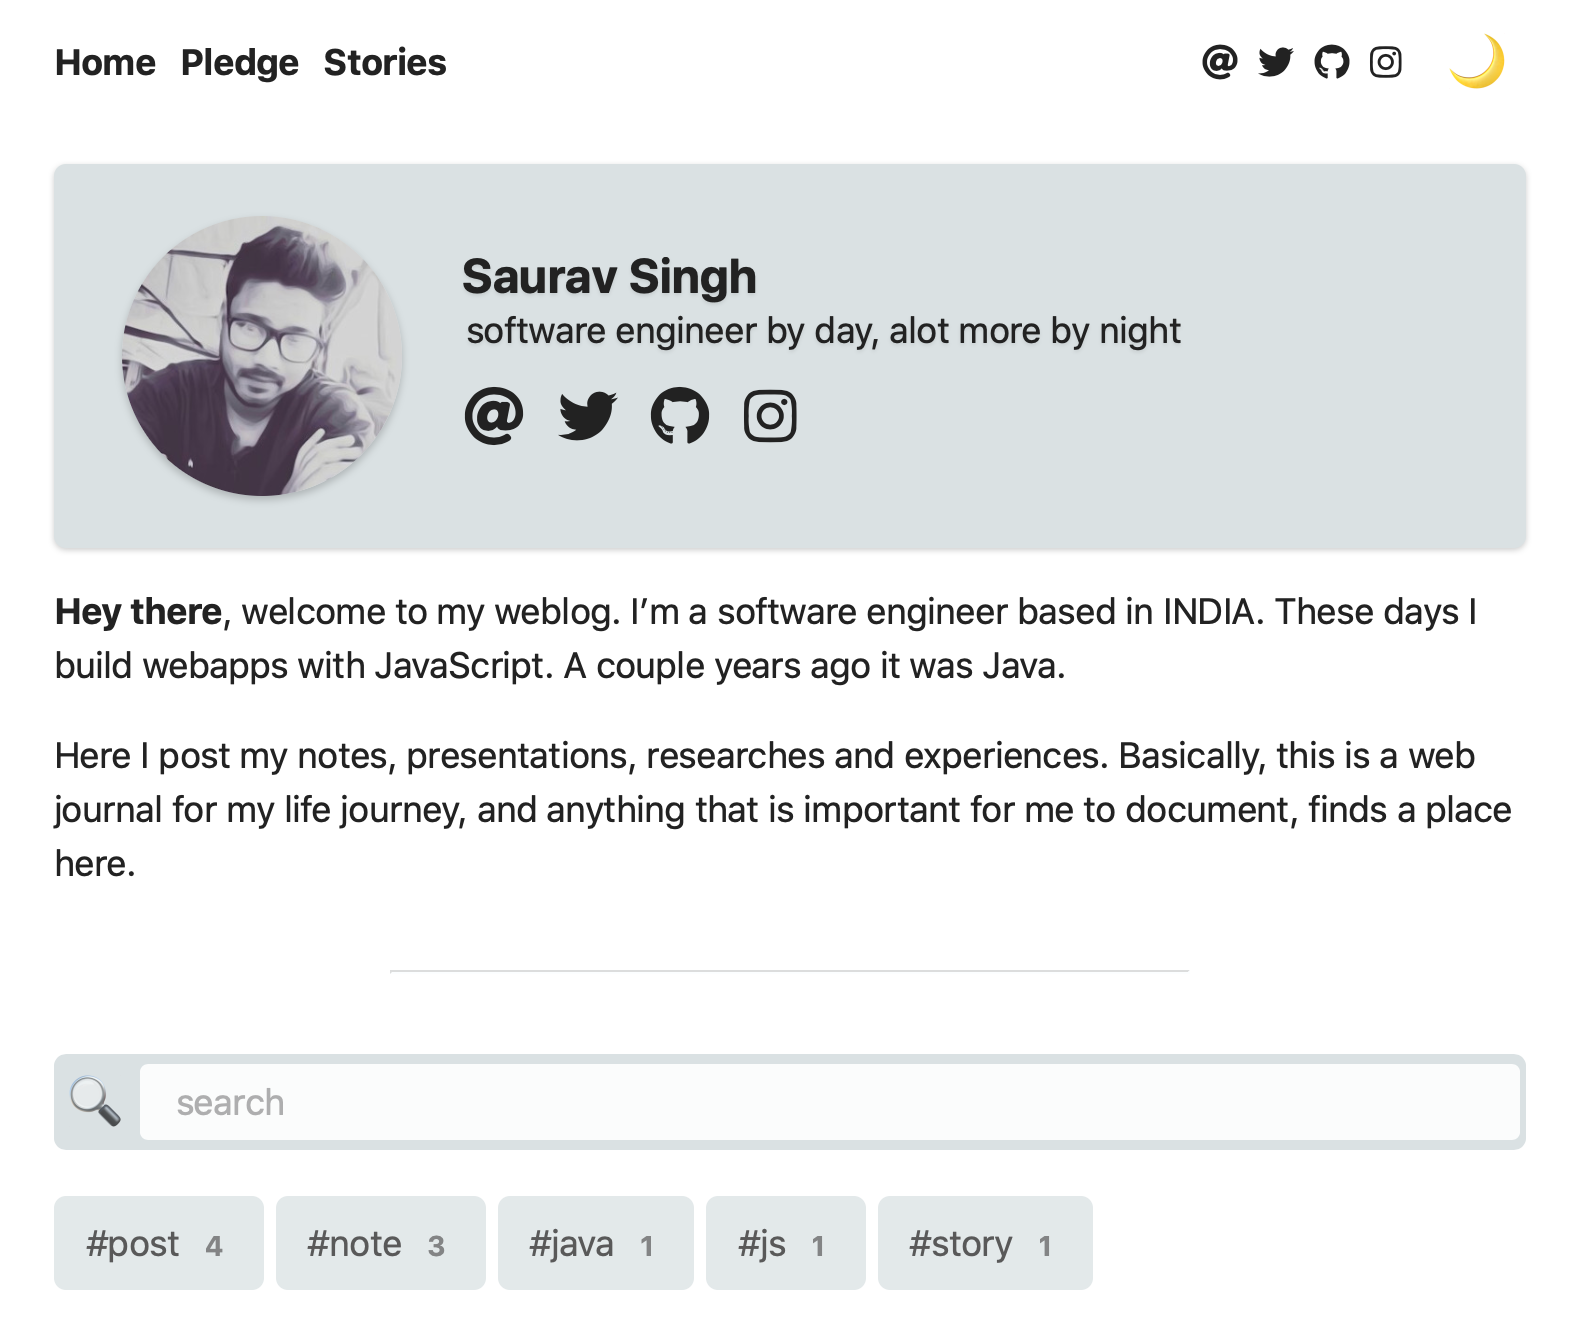 Home Pledge Stories
Saurav Singh
software engineer by day, alot more by night
Hey there, welcome to my weblog. I’m a software engineer based in INDIA. These days I
build webapps with JavaScript. A couple years ago it was Java.
Here I post my notes, presentations, researches and experiences. Basically, this is a web
journal for my life journey, and anything that is important for me to document, finds a place
here.
search
#post 4 #note 3 #java 1 #js 1 #story 1